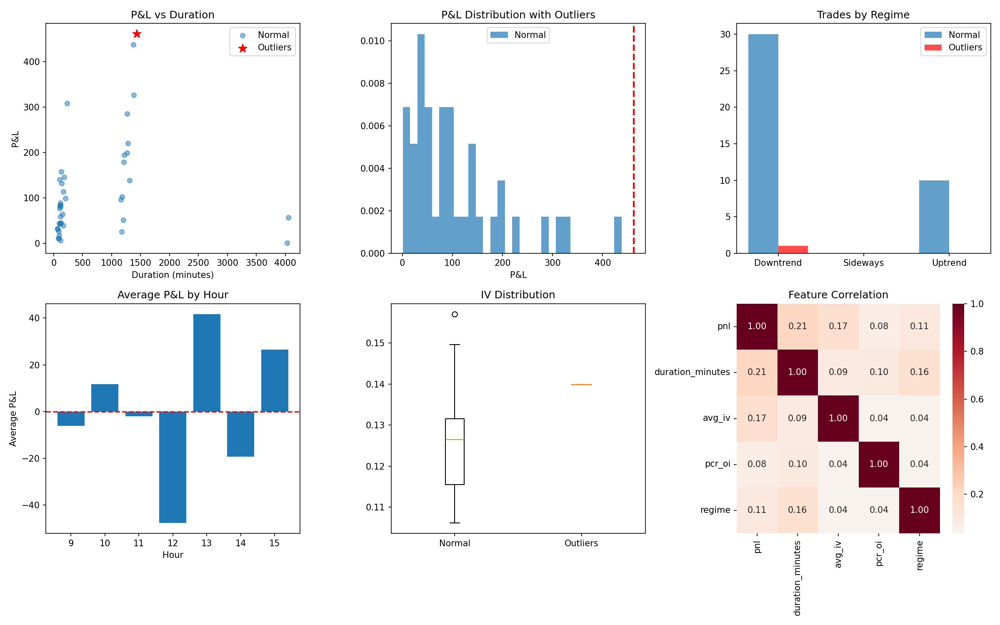 P&L vs Duration
Normal
Outliers
400
300
200
100
0
P&L
0 500 1000 1500 2000 2500 3000 3500 4000
Duration (minutes)
P&L Distribution with Outliers
Normal
0.010
0.008
0.006
0.004
0.002
0.000
0 100 200 300 400
P&L
Trades by Regime
Normal
Outliers
30
25
20
15
10
5
0
Downtrend Sideways Uptrend
Average P&L by Hour
40
20
0
−20
−40
Average P&L
9 10 11 12 13 14 15
Hour
IV Distribution
0.15
0.14
0.13
0.12
0.11
Normal Outliers
Feature Correlation
pnl 1.00 0.21 0.17 0.08 0.11
duration_minutes 0.21 1.00 0.09 0.10 0.16
avg_iv 0.17 0.09 1.00 0.04 0.04
pcr_oi 0.08 0.10 0.04 1.00 0.04
regime 0.11 0.16 0.04 0.04 1.00
pnl duration_minutes avg_iv pcr_oi regime
1.0
0.8
0.6
0.4
0.2